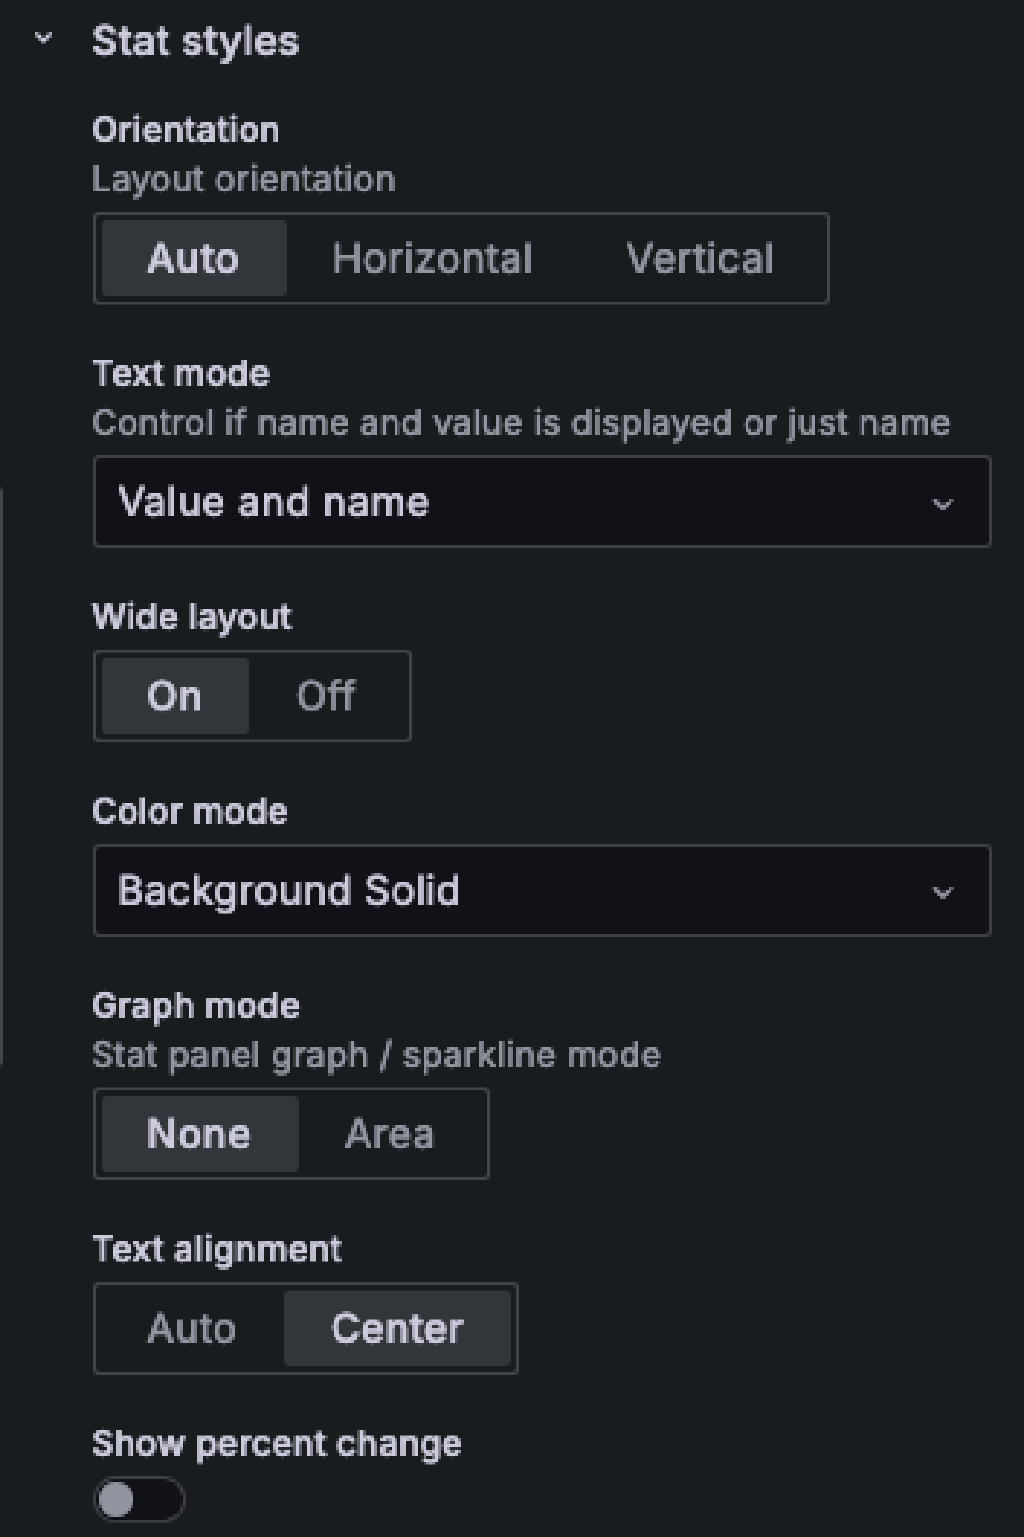 Stat styles
Orientation
Layout orientation
Auto Horizontal Vertical
Text mode
Control if name and value is displayed or just name
Value and name
Wide layout
On Off
Color mode
Background Solid
Graph mode
Stat panel graph / sparkline mode
None Area
Text alignment
Auto Center
Show percent change